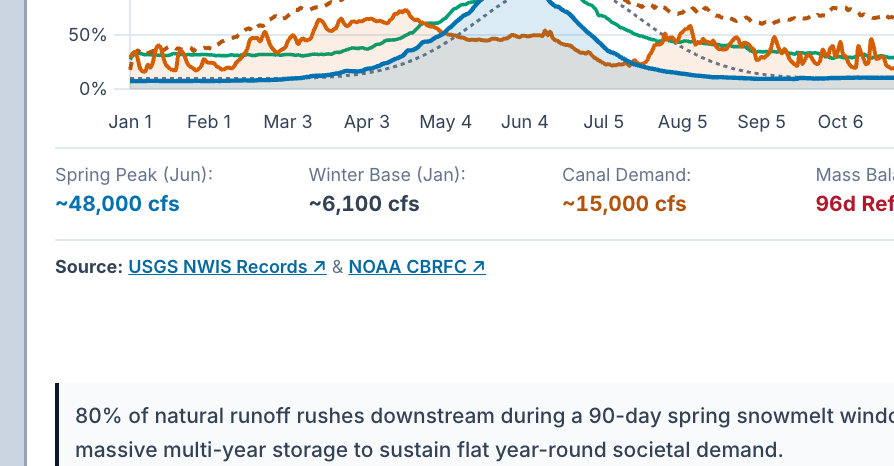 50%
0%
Jan 1 Feb 1 Mar 3 Apr 3 May 4 Jun 4 Jul 5 Aug 5 Sep 5 Oct 6
Spring Peak (Jun): Winter Base (Jan): Canal Demand: Mass
~48,000 cfs ~6,100 cfs ~15,000 cfs 96d
Source: USGS NWIS Records ↗ & NOAA CBRFC ↗
80% of natural runoff rushes downstream during a 90-day spring snowmelt
massive multi-year storage to sustain flat year-round societal demand.